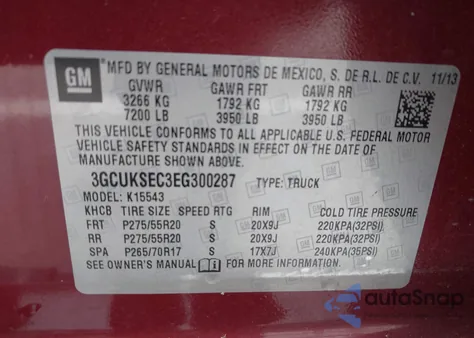 GM
MFD BY GENERAL MOTORS DE MEXICO, S. DE R.L. DE C.V. 11/13
GVWR GAWR FRT GAWR RR
3266 KG 1792 KG 1792 KG
7200 LB 3950 LB 3950 LB
THIS VEHICLE CONFORMS TO ALL APPLICABLE U.S. FEDERAL MOTOR
VEHICLE SAFETY STANDARDS IN EFFECT ON THE DATE OF
MANUFACTURE SHOWN ABOVE.
3GCUKSEC3EG300287 TYPE: TRUCK
MODEL: K15543
KHCB TIRE SIZE SPEED RTG RIM COLD TIRE PRESSURE
FRT P275/55R20 S 20X9J 220KPA(32PSI)
RR P275/55R20 S 20X9J 220KPA(32PSI)
SPA P265/70R17 S 17X7J 240KPA(35PSI)
SEE OWNER'S MANUAL FOR MORE INFORMATION.
autoSnap